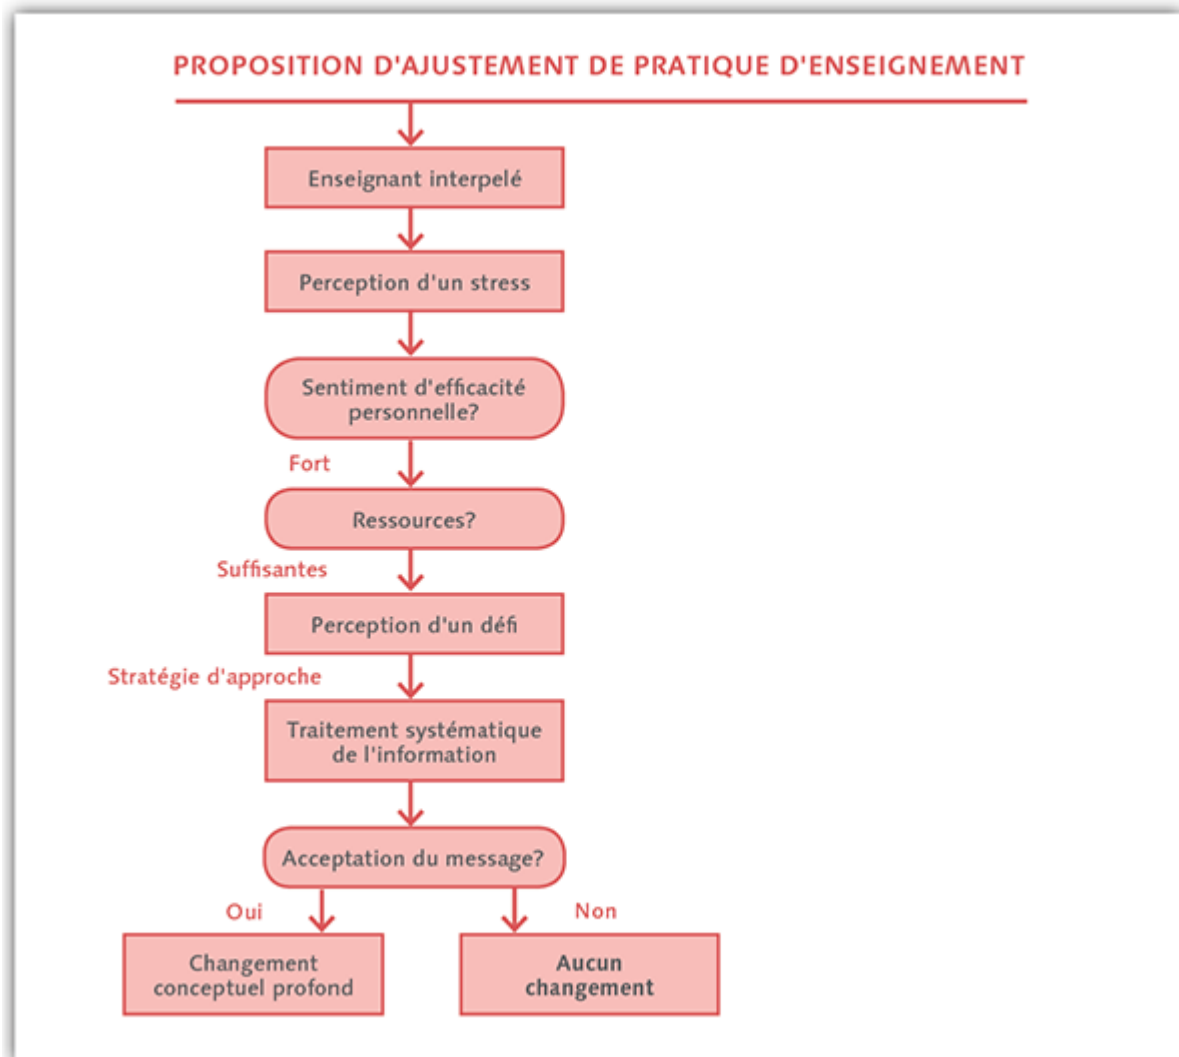 PROPOSITION D'AJUSTEMENT DE PRATIQUE D'ENSEIGNEMENT
Enseignant interpelé
Perception d'un stress
Sentiment d'efficacité
personnelle?
Fort
Ressources?
Suffisantes
Perception d'un défi
Stratégie d'approche
Traitement systématique
de l'information
Acceptation du message?
Oui
Non
Changement
conceptuel profond
Aucun
changement